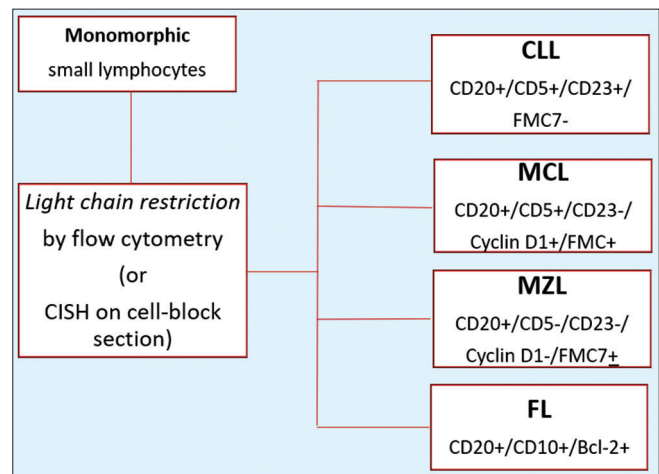 Monomorphic
small lymphocytes
Light chain restriction
by flow cytometry
(or
CISH on cell-block
section)
CLL
CD20+/CD5+/CD23+/
FMC7-
MCL
CD20+/CD5+/CD23-/
Cyclin D1+/FMC+
MZL
CD20+/CD5-/CD23-/
Cyclin D1-/FMC7±
FL
CD20+/CD10+/Bcl-2+